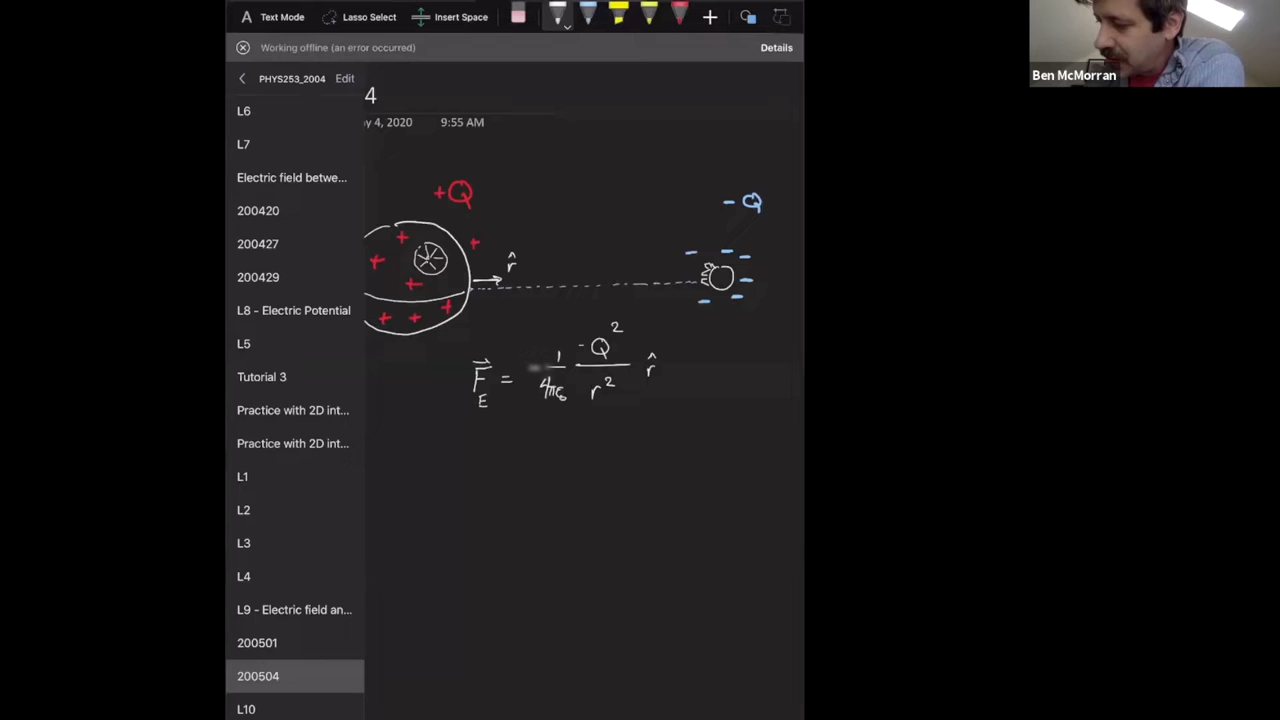 Text Mode
Lasso Select
Insert Space
Working offline (an error occurred)
Details
Ben McMorran
PHYS253_2004
Edit
4
y 4, 2020
9:55 AM
L6
L7
Electric field betwe...
200420
200427
200429
L8 - Electric Potential
L5
Tutorial 3
Practice with 2D int...
Practice with 2D int...
L1
L2
L3
L4
L9 - Electric field an...
200501
200504
L10
+Q
- Q
r̂
F⃗_E = 1/(4πε₀) -Q²/r² r̂